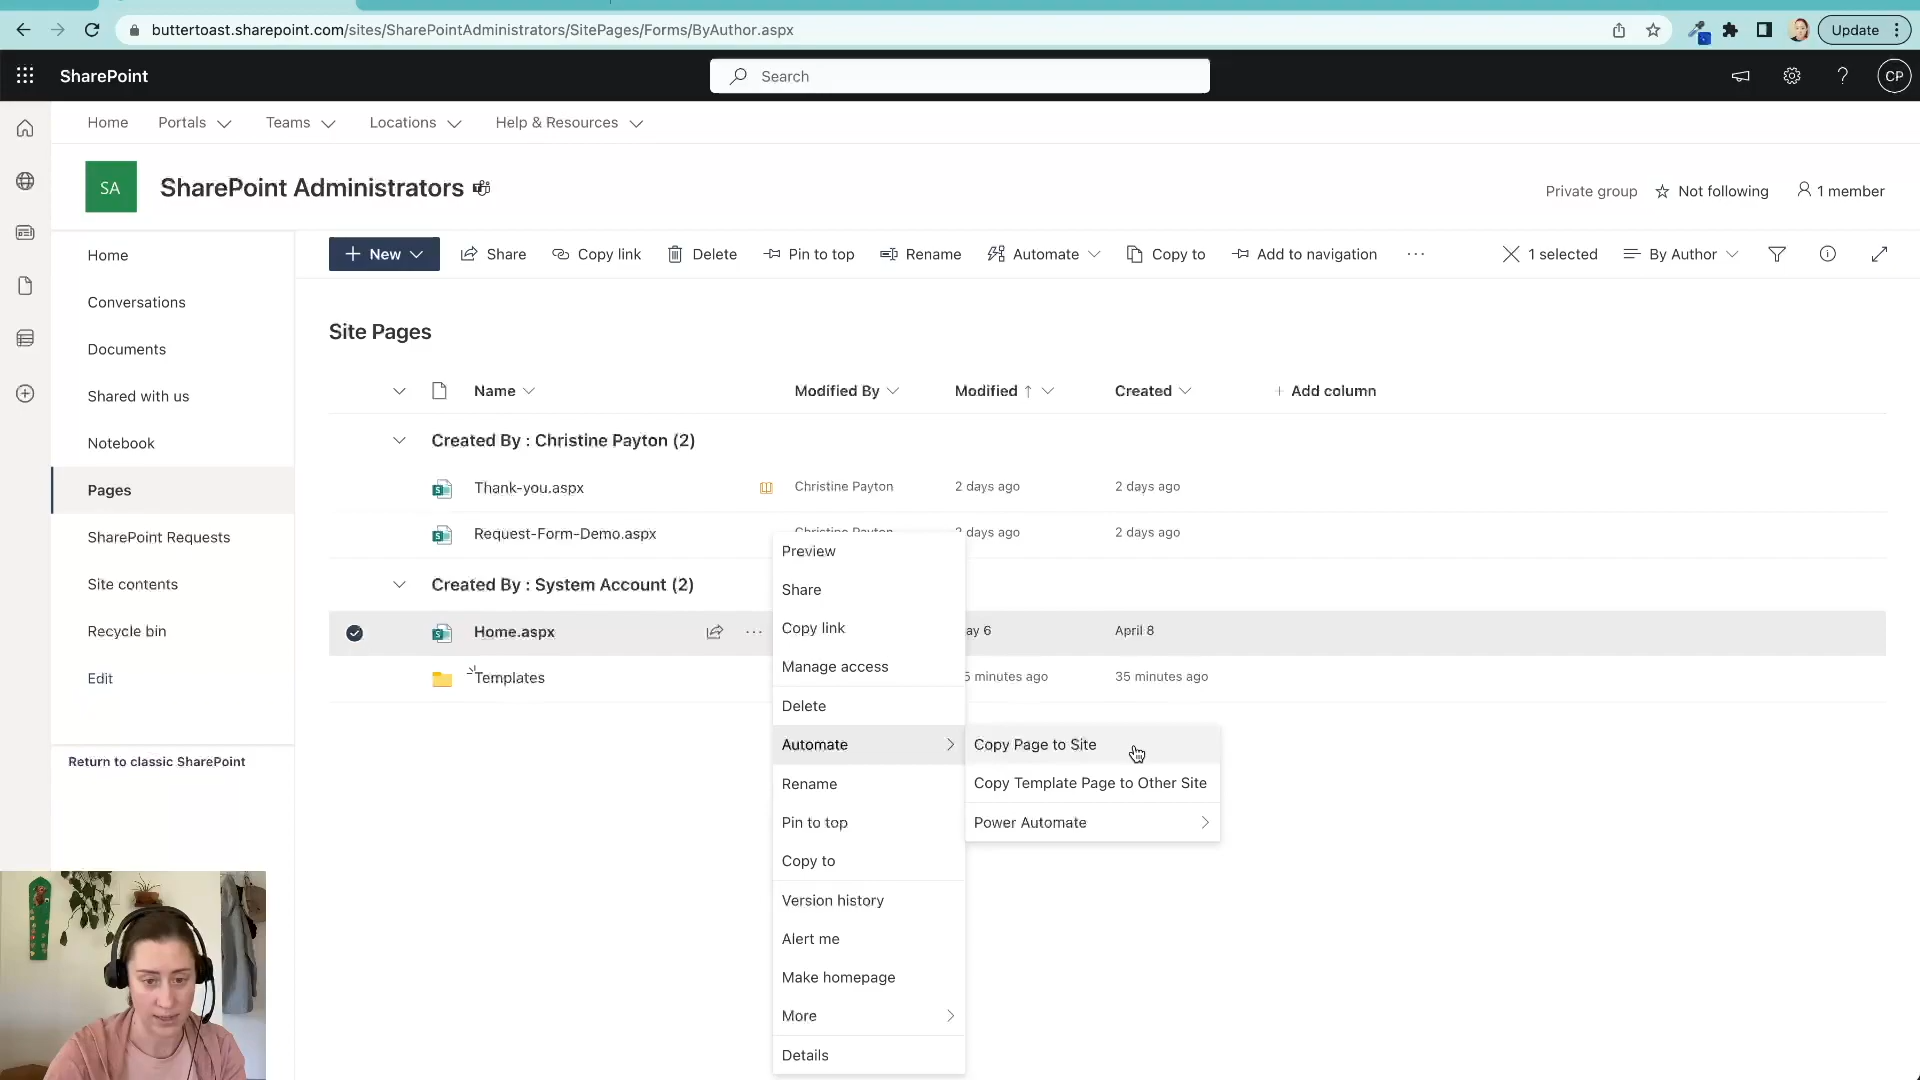 buttertoast.sharepoint.com/sites/SharePointAdministrators/SitePages/Forms/ByAuthor.aspx
Update
SharePoint
Search
CP
Home
Portals
Teams
Locations
Help & Resources
SA
SharePoint Administrators
Private group
Not following
1 member
Home
Conversations
Documents
Shared with us
Notebook
Pages
SharePoint Requests
Site contents
Recycle bin
Edit
Return to classic SharePoint
New
Share
Copy link
Delete
Pin to top
Rename
Automate
Copy to
Add to navigation
1 selected
By Author
Site Pages
Name
Modified By
Modified
Created
Add column
Created By : Christine Payton (2)
Thank-you.aspx
Christine Payton
2 days ago
2 days ago
Request-Form-Demo.aspx
Christine Payton
2 days ago
2 days ago
Created By : System Account (2)
Home.aspx
ay 6
April 8
Templates
5 minutes ago
35 minutes ago
Preview
Share
Copy link
Manage access
Delete
Automate
Rename
Pin to top
Copy to
Version history
Alert me
Make homepage
More
Details
Copy Page to Site
Copy Template Page to Other Site
Power Automate